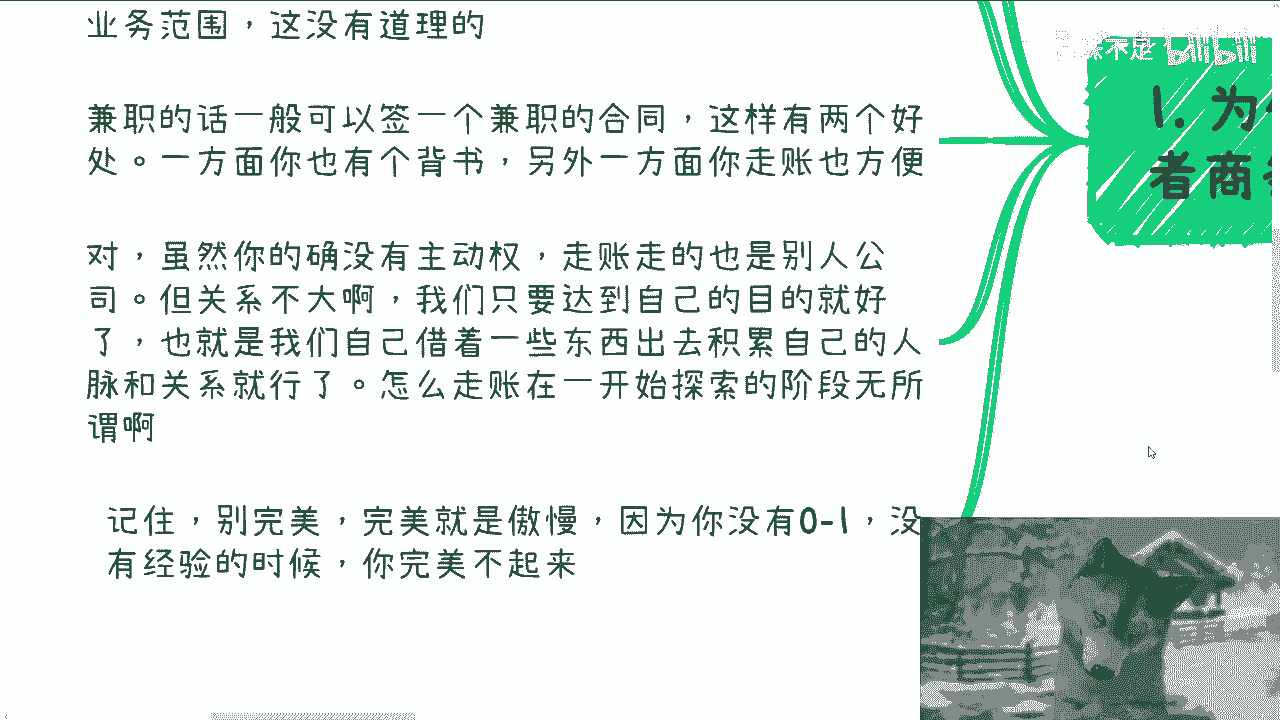 业务范围，这没有道理的
兼职的话一般可以签一个兼职的合同，这样有两个好
处。一方面你也有个背书，另外一方面你走账也方便
对，虽然你的确没有主动权，走账走的也是别人公
司。但关系不大啊，我们只要达到自己的目的就好
了，也就是我们自己借着一些东西出去积累自己的人
脉和关系就行了。怎么走账在一开始探索的阶段无所
谓啊
记住，别完美，完美就是傲慢，因为你没有0-1，没
有经验的时候，你完美不起来
1. 为
者商
bilibili